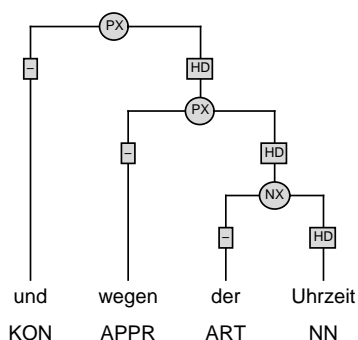 PX
– HD
PX
– HD
NX
– HD
und wegen der Uhrzeit
KON APPR ART NN